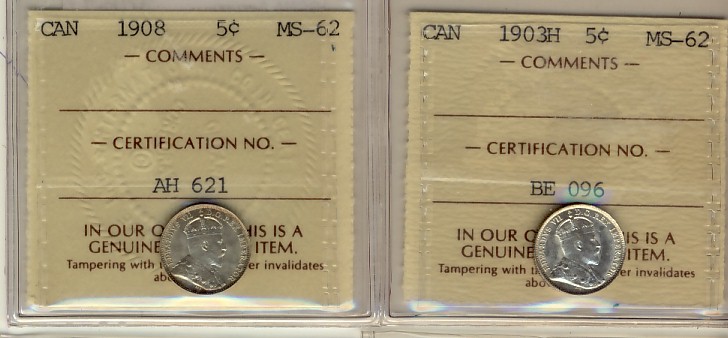 CAN 1908 5¢ MS-62
— COMMENTS —
— CERTIFICATION NO. —
AH 621
IN OUR O HIS IS A
GENUINE ITEM.
Tampering with er invalidates
CAN 1903H 5¢ MS-62
— COMMENTS —
— CERTIFICATION NO. —
BE 096
IN OUR IS IS A
GENUINE ITEM.
Tampering with er invalidates